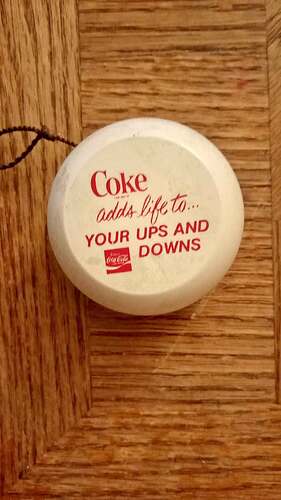 Coke
adds life to...
YOUR UPS AND
DOWNS
Coca-Cola